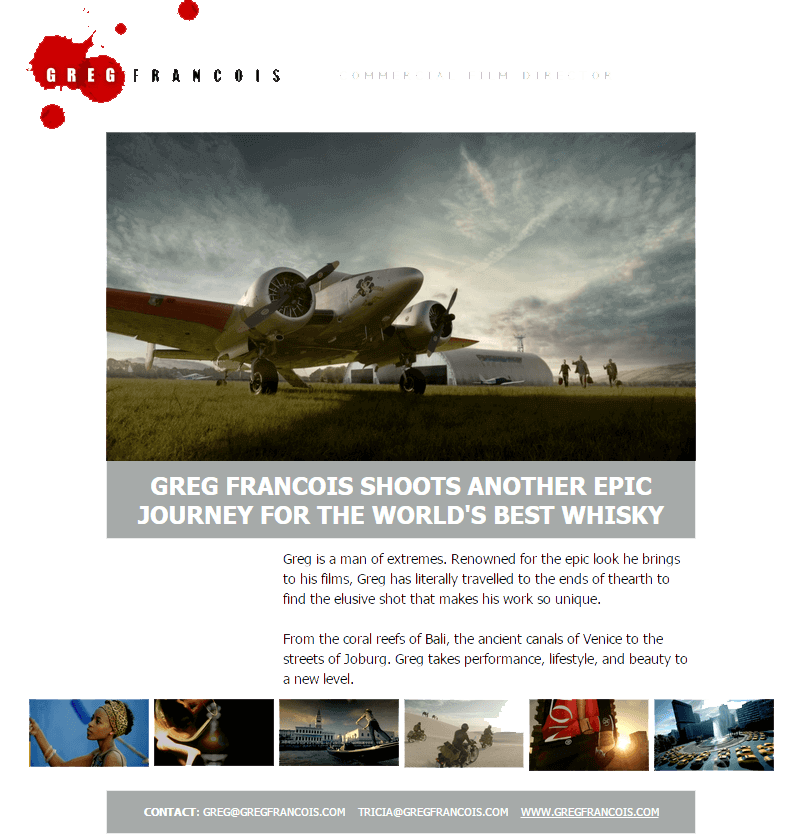 GREG FRANCOIS
COMMERCIAL FILM DIRECTOR
GREG FRANCOIS SHOOTS ANOTHER EPIC
JOURNEY FOR THE WORLD'S BEST WHISKY
Greg is a man of extremes. Renowned for the epic look he brings
to his films, Greg has literally travelled to the ends of thearth to
find the elusive shot that makes his work so unique.
From the coral reefs of Bali, the ancient canals of Venice to the
streets of Joburg. Greg takes performance, lifestyle, and beauty to
a new level.
CONTACT: GREG@GREGFRANCOIS.COM TRICIA@GREGFRANCOIS.COM WWW.GREGFRANCOIS.COM